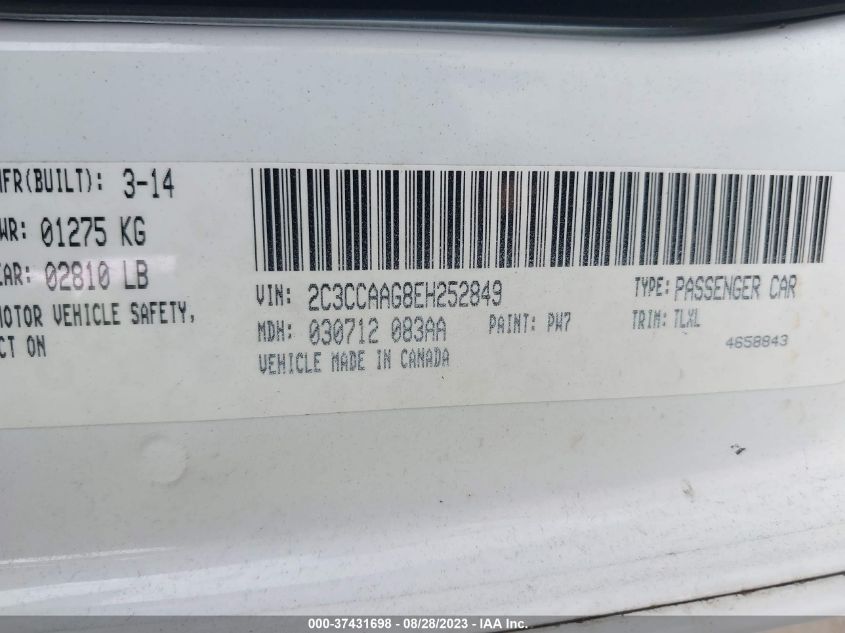 MFR(BUILT): 3-14
WR: 01275 KG
EAR: 02810 LB
MOTOR VEHICLE SAFETY,
CT ON
VIN: 2C3CCAAG8EH252849
TYPE: PASSENGER CAR
MDH: 030712 083AA
PAINT: PW7
TRIM: TLXL
VEHICLE MADE IN CANADA
4658843
000-37431698 - 08/28/2023 - IAA Inc.